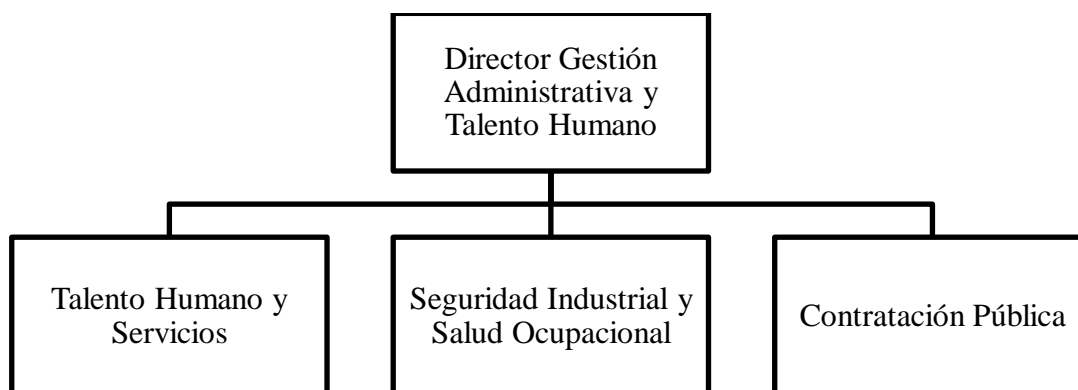 Director Gestión
Administrativa y
Talento Humano
Talento Humano y
Servicios
Seguridad Industrial y
Salud Ocupacional
Contratación Pública